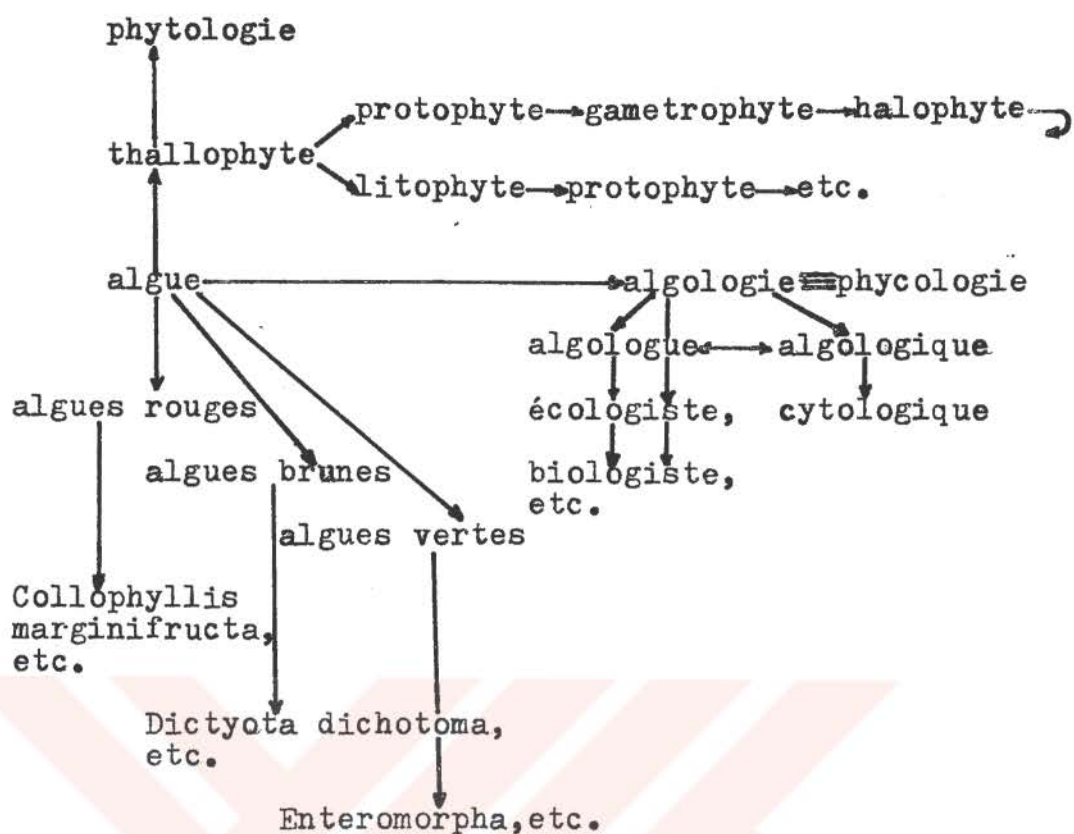 phytologie
protophyte gametrophyte halophyte
thallophyte
litophyte protophyte etc.
algue algologie phycologie
algologue algologique
algues rouges écologiste, cytologique
algues brunes biologiste,
etc.
algues vertes
Collophyllis
marginifructa,
etc.
Dictyota dichotoma,
etc.
Enteromorpha,etc.